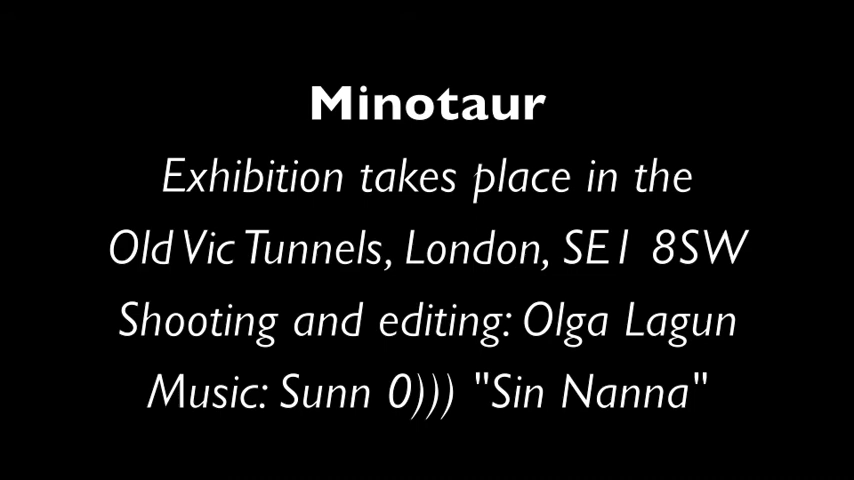 Minotaur
Exhibition takes place in the
Old Vic Tunnels, London, SE1 8SW
Shooting and editing: Olga Lagun
Music: Sunn 0))) "Sin Nanna"